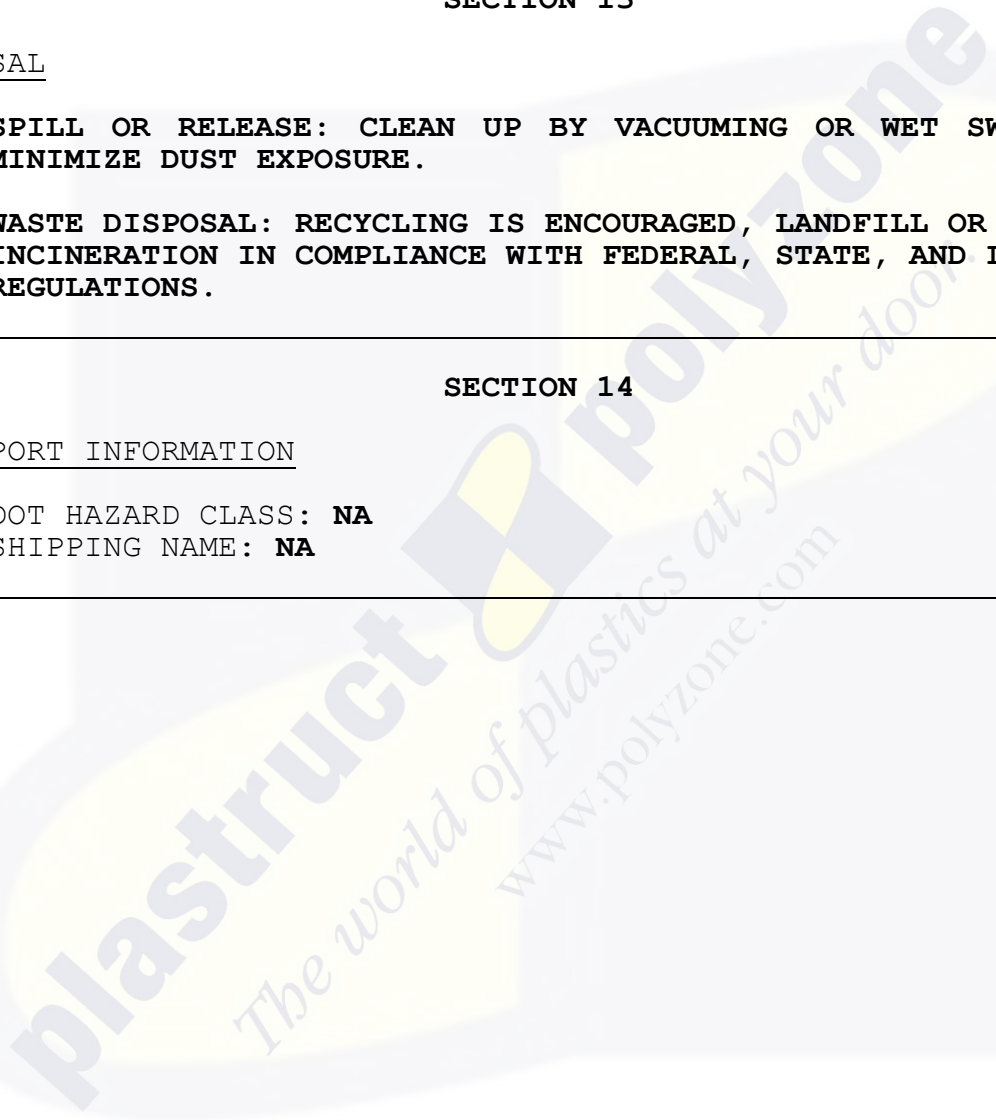 SECTION 13
SAL
SPILL OR RELEASE: CLEAN UP BY VACUUMING OR WET SW
MINIMIZE DUST EXPOSURE.
WASTE DISPOSAL: RECYCLING IS ENCOURAGED, LANDFILL OR
INCINERATION IN COMPLIANCE WITH FEDERAL, STATE, AND L
REGULATIONS.
SECTION 14
PORT INFORMATION
DOT HAZARD CLASS: NA
SHIPPING NAME: NA
plastruct polyzone
The world of plastics at your door.
www.polyzone.com